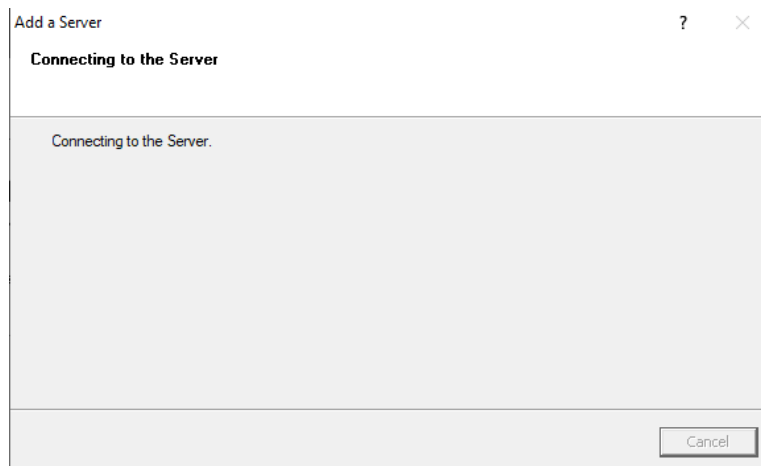 Add a Server
?
Connecting to the Server
Connecting to the Server.
Cancel